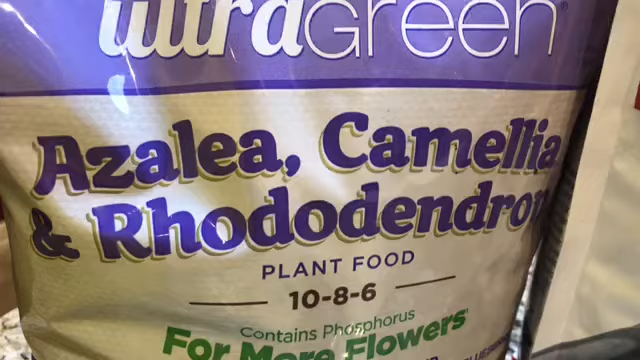 ultraGreen®
Azalea, Camellia
& Rhododendron
PLANT FOOD
10-8-6
Contains Phosphorus
For More Flowers